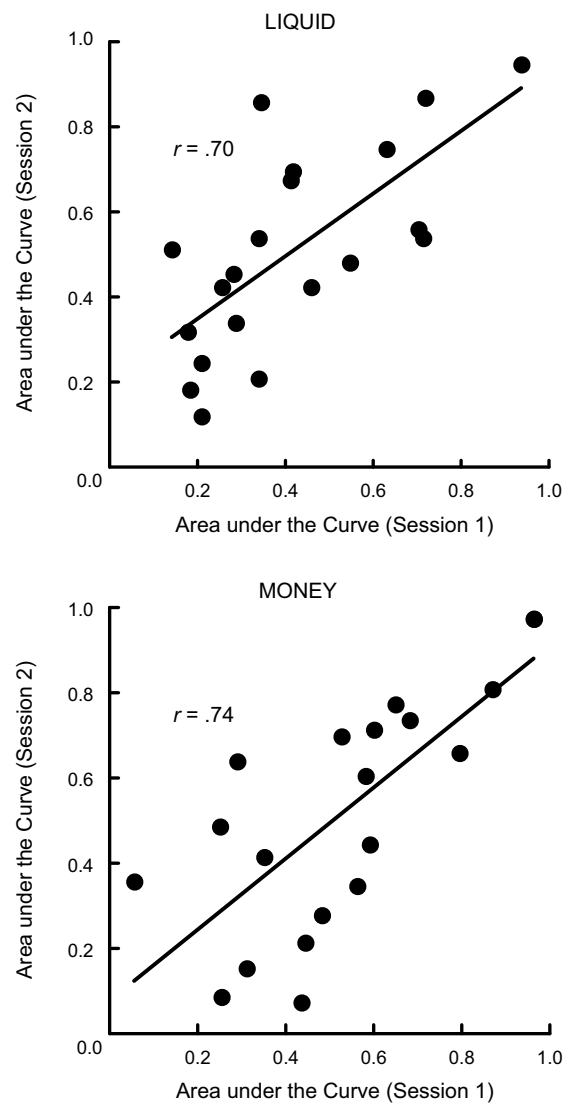 LIQUID
1.0
0.8
0.6
0.4
0.2
0.0
r = .70
Area under the Curve (Session 2)
0.2 0.4 0.6 0.8 1.0
Area under the Curve (Session 1)
MONEY
1.0
0.8
0.6
0.4
0.2
0.0
r = .74
Area under the Curve (Session 2)
0.2 0.4 0.6 0.8 1.0
Area under the Curve (Session 1)